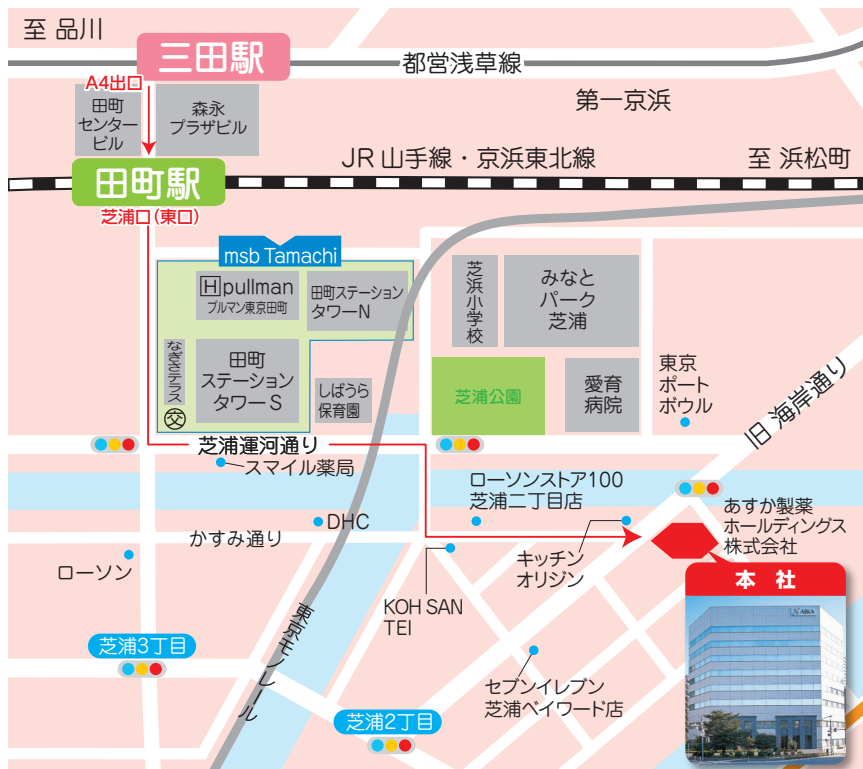 至 品川
三田駅
都営浅草線
A4出口
田町
センター
ビル
森永
プラザビル
第一京浜
JR 山手線・京浜東北線
至 浜松町
田町駅
芝浦口(東口)
msb Tamachi
H pullman
プルマン東京田町
田町ステーション
タワーN
芝浜小学校
みなと
パーク
芝浦
なぎさテラス
田町
ステーション
タワーS
しばうら
保育園
交
芝浦公園
愛育
病院
東京
ポート
ボウル
旧 海岸通り
芝浦運河通り
スマイル薬局
ローソンストア100
芝浦二丁目店
あすか製薬
ホールディングス
株式会社
DHC
かすみ通り
ローソン
キッチン
オリジン
KOH SAN
TEI
本 社
ASKA
東京モノレール
芝浦3丁目
セブンイレブン
芝浦ベイワード店
芝浦2丁目